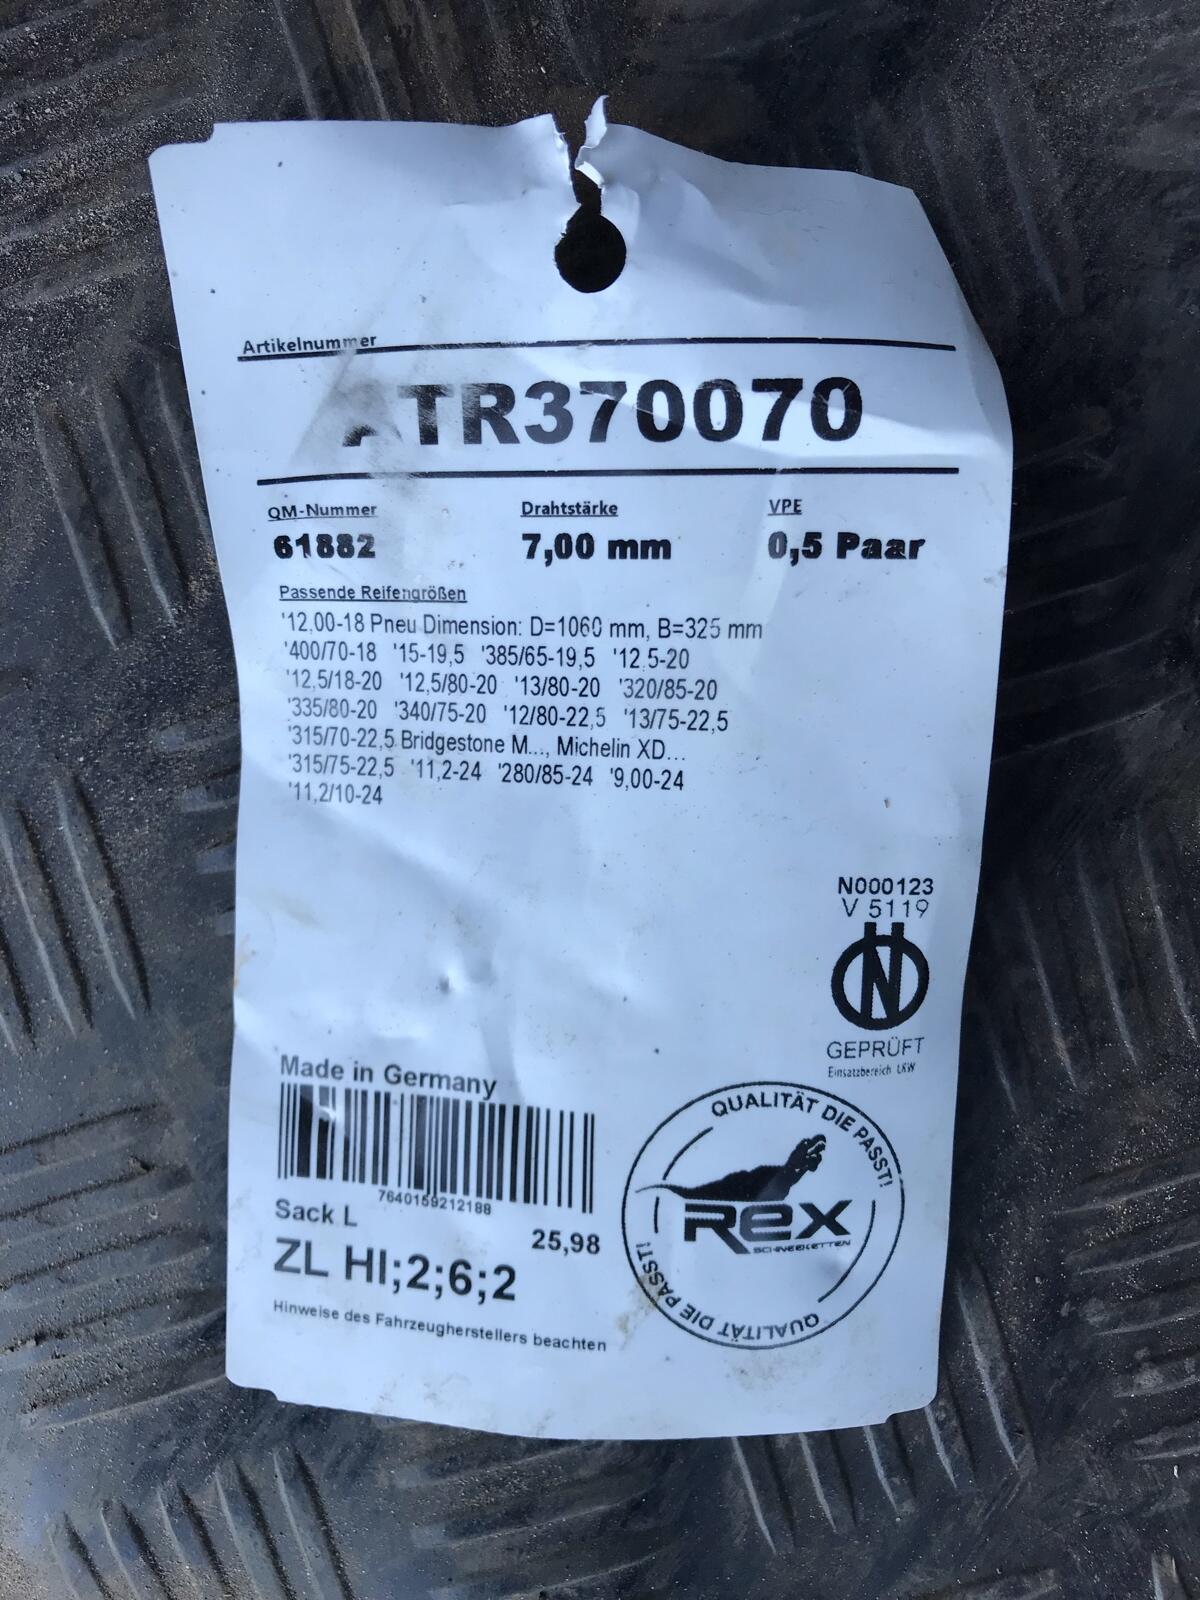 Artikelnummer
ATR370070
QM-Nummer Drahtstärke VPE
61882 7,00 mm 0,5 Paar
Passende Reifengrößen
'12,00-18 Pneu Dimension: D=1060 mm, B=325 mm
'400/70-18 '15-19,5 '385/65-19,5 '12,5-20
'12,5/18-20 '12,5/80-20 '13/80-20 '320/85-20
'335/80-20 '340/75-20 '12/80-22,5 '13/75-22,5
'315/70-22,5 Bridgestone M..., Michelin XD...
'315/75-22,5 '11,2-24 '280/85-24 '9,00-24
'11,2/10-24
N000123
V 5119
N
GEPRÜFT
Einsatzbereich LKW
Made in Germany
7640159212188
Sack L
25,98
ZL HI;2;6;2
Hinweise des Fahrzeugherstellers beachten
QUALITÄT DIE PASST!
Rex
SCHNEEKETTEN
QUALITÄT DIE PASST!